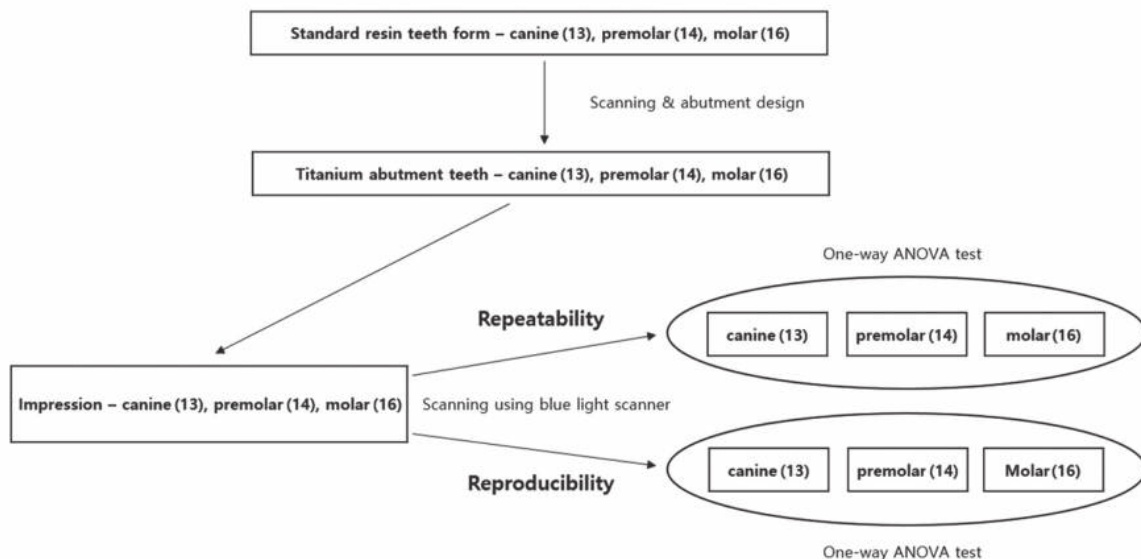 Standard resin teeth form – canine (13), premolar (14), molar (16)
Scanning & abutment design
Titanium abutment teeth – canine (13), premolar (14), molar (16)
One-way ANOVA test
Repeatability
canine (13) premolar (14) molar (16)
Impression – canine (13), premolar (14), molar (16)
Scanning using blue light scanner
canine (13) premolar (14) Molar (16)
Reproducibility
One-way ANOVA test